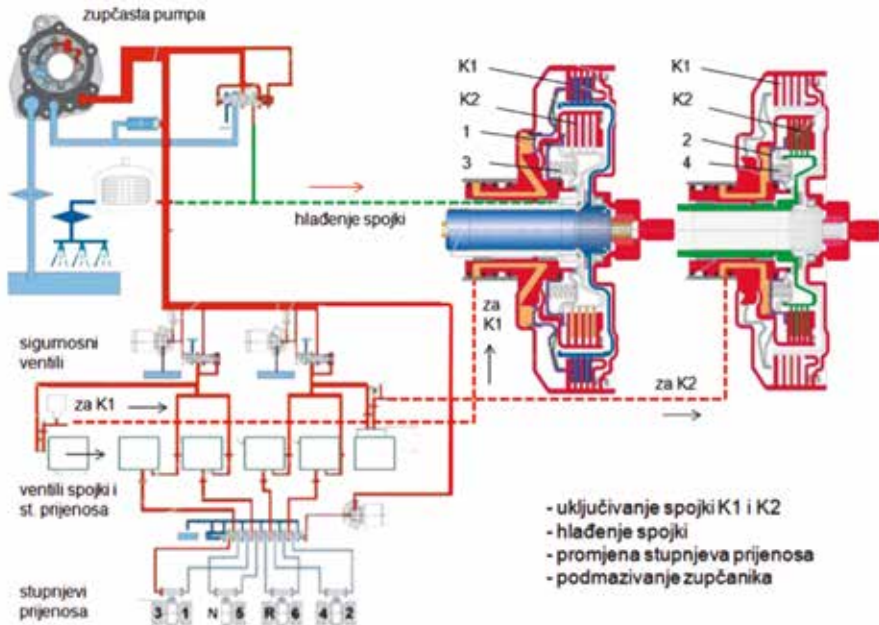 zupčasta pumpa
K1
K2
1
3
K1
K2
2
4
hlađenje spojki
za
K1
sigurnosni
ventili
za K1
za K2
ventili spojki i
st. prijenosa
- uključivanje spojki K1 i K2
- hlađenje spojki
- promjena stupnjeva prijenosa
- podmazivanje zupčanika
stupnjevi
prijenosa
3 1 N 5 R 6 4 2